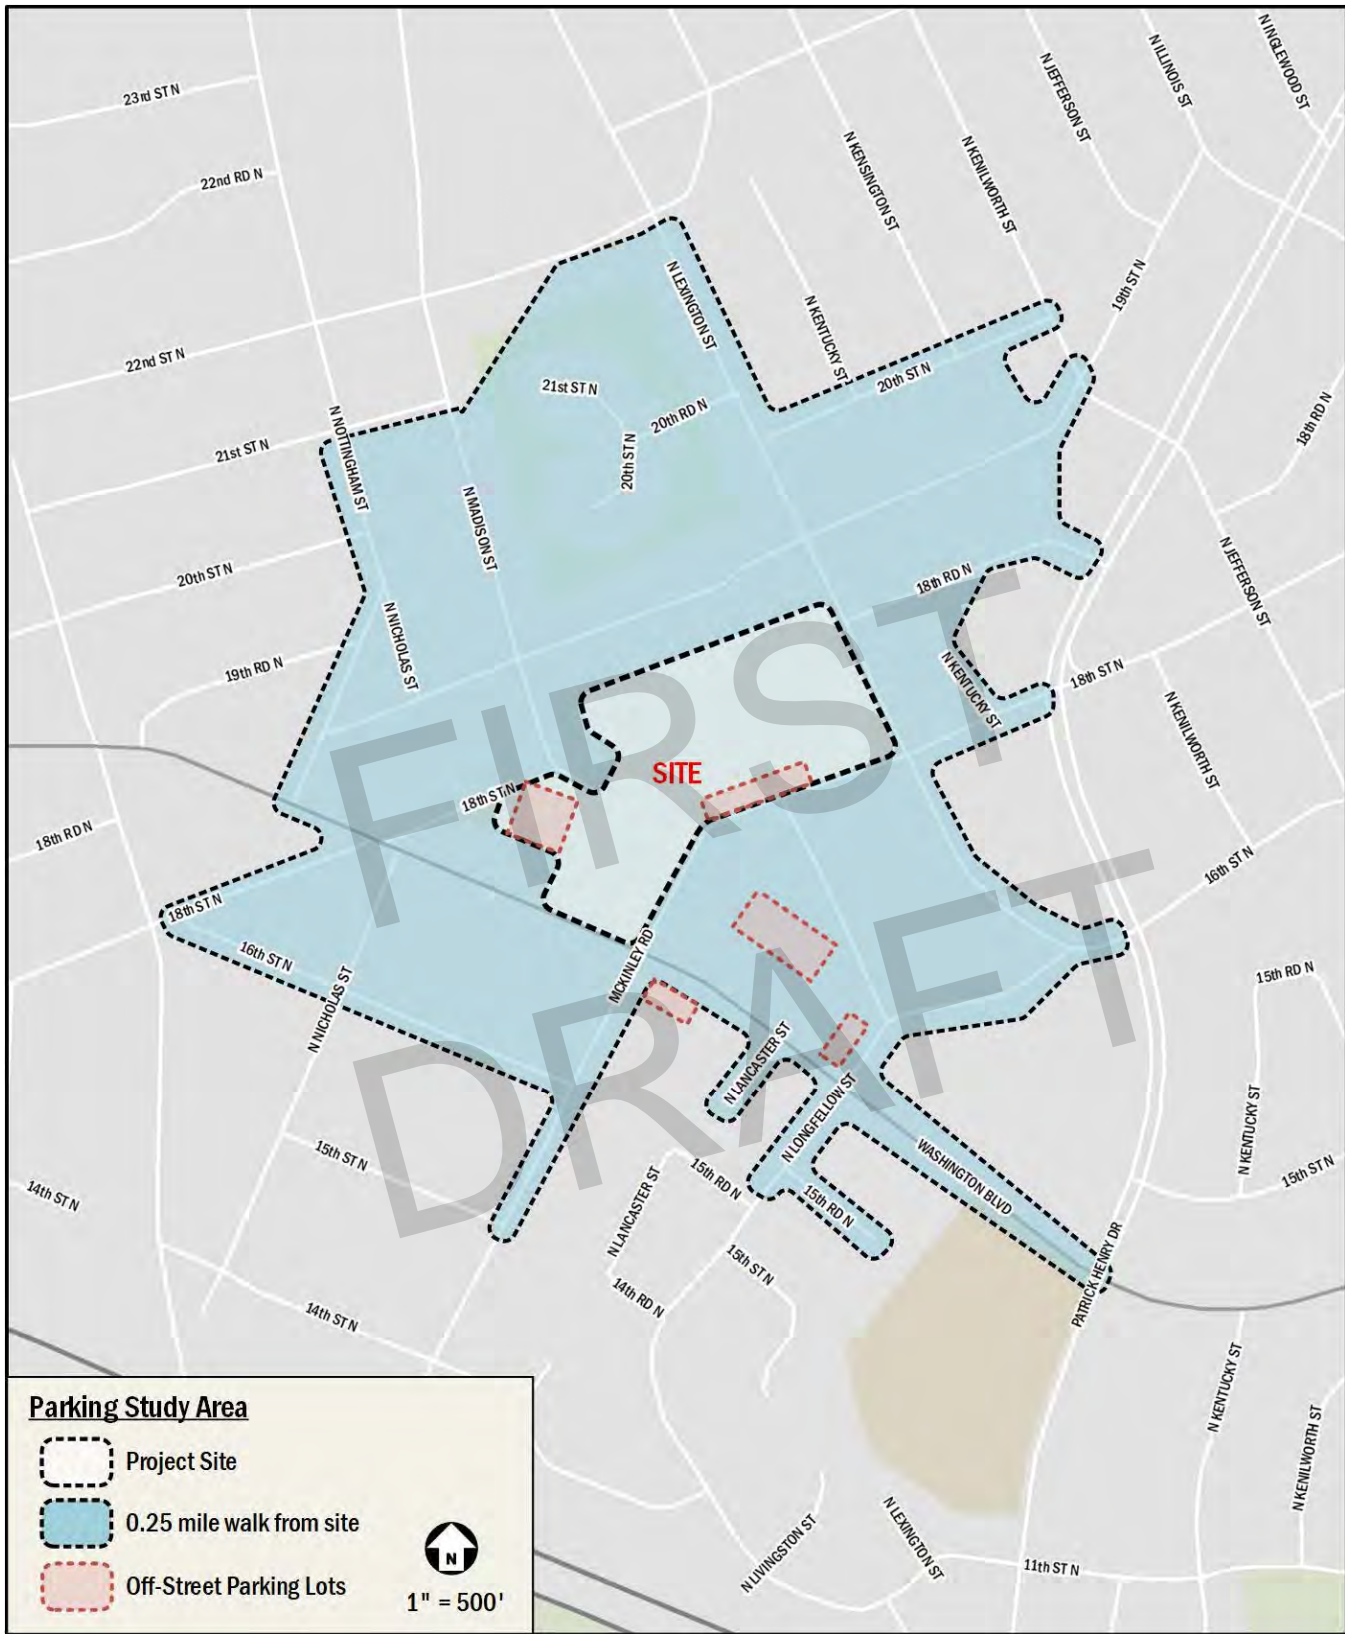 N INGLEWOOD ST
N ILLINOIS ST
N JEFFERSON ST
23rd ST N
N KENSINGTON ST
N KENILWORTH ST
22nd RD N
19th ST N
N LEXINGTON ST
N KENTUCKY ST
22nd ST N
21st ST N
20th ST N
20th RD N
18th RD N
N NOTTINGHAM ST
21st ST N
20th ST N
N MADISON ST
20th ST N
18th RD N
N JEFFERSON ST
N NICHOLAS ST
19th RD N
N KENTUCKY ST
18th ST N
N KENILWORTH ST
FIRST
SITE
18th ST N
18th RD N
16th ST N
18th ST N
16th ST N
MCKINLEY RD
N NICHOLAS ST
15th RD N
DRAFT
N LANCASTER ST
N LONGFELLOW ST
N KENTUCKY ST
15th ST N
15th RD N
WASHINGTON BLVD
15th ST N
14th ST N
N LANCASTER ST
15th RD N
15th ST N
PATRICK HENRY DR
14th RD N
14th ST N
N KENTUCKY ST
N KENILWORTH ST
Parking Study Area
Project Site
0.25 mile walk from site
Off-Street Parking Lots
N
1" = 500'
N LIVINGSTON ST
N LEXINGTON ST
11th ST N